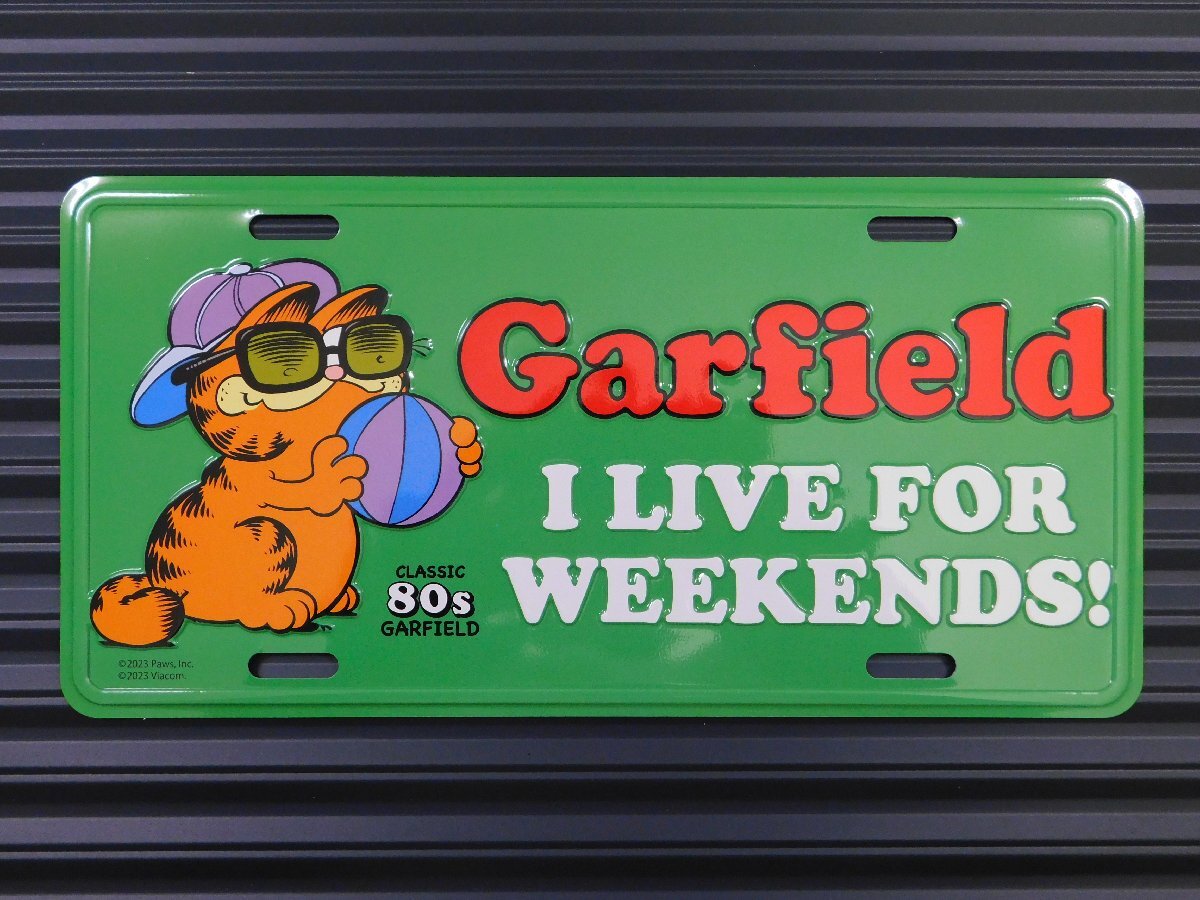 Garfield
I LIVE FOR
WEEKENDS!
CLASSIC
80s
GARFIELD
©2023 Paws, Inc.
©2023 Viacom.